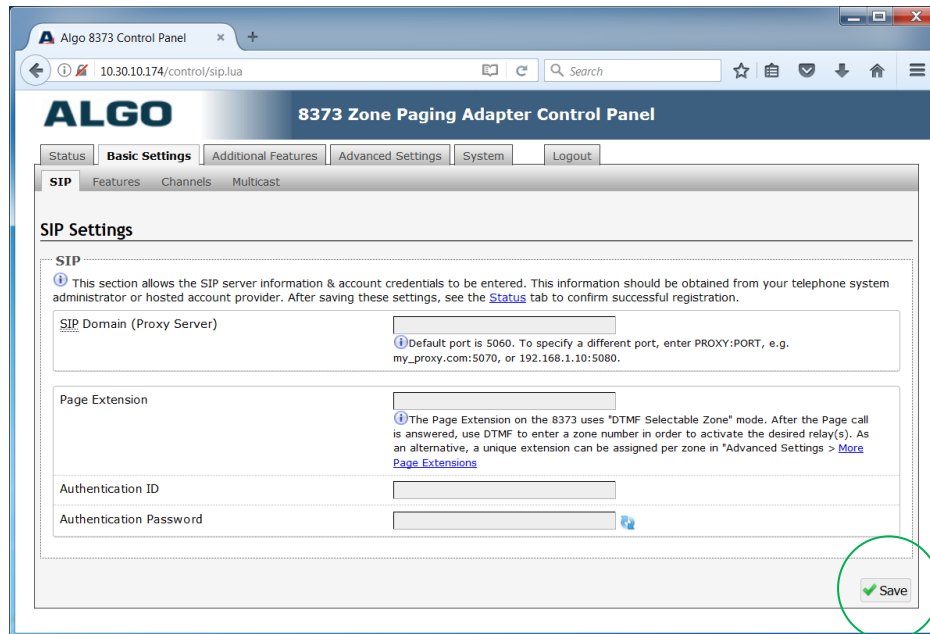 Algo 8373 Control Panel
10.30.10.174/control/sip.lua
Search
ALGO
8373 Zone Paging Adapter Control Panel
Status Basic Settings Additional Features Advanced Settings System Logout
SIP Features Channels Multicast
SIP Settings
SIP
This section allows the SIP server information & account credentials to be entered. This information should be obtained from your telephone system
administrator or hosted account provider. After saving these settings, see the Status tab to confirm successful registration.
SIP Domain (Proxy Server)
Default port is 5060. To specify a different port, enter PROXY:PORT, e.g.
my_proxy.com:5070, or 192.168.1.10:5080.
Page Extension
The Page Extension on the 8373 uses "DTMF Selectable Zone" mode. After the Page call
is answered, use DTMF to enter a zone number in order to activate the desired relay(s). As
an alternative, a unique extension can be assigned per zone in "Advanced Settings > More
Page Extensions
Authentication ID
Authentication Password
Save